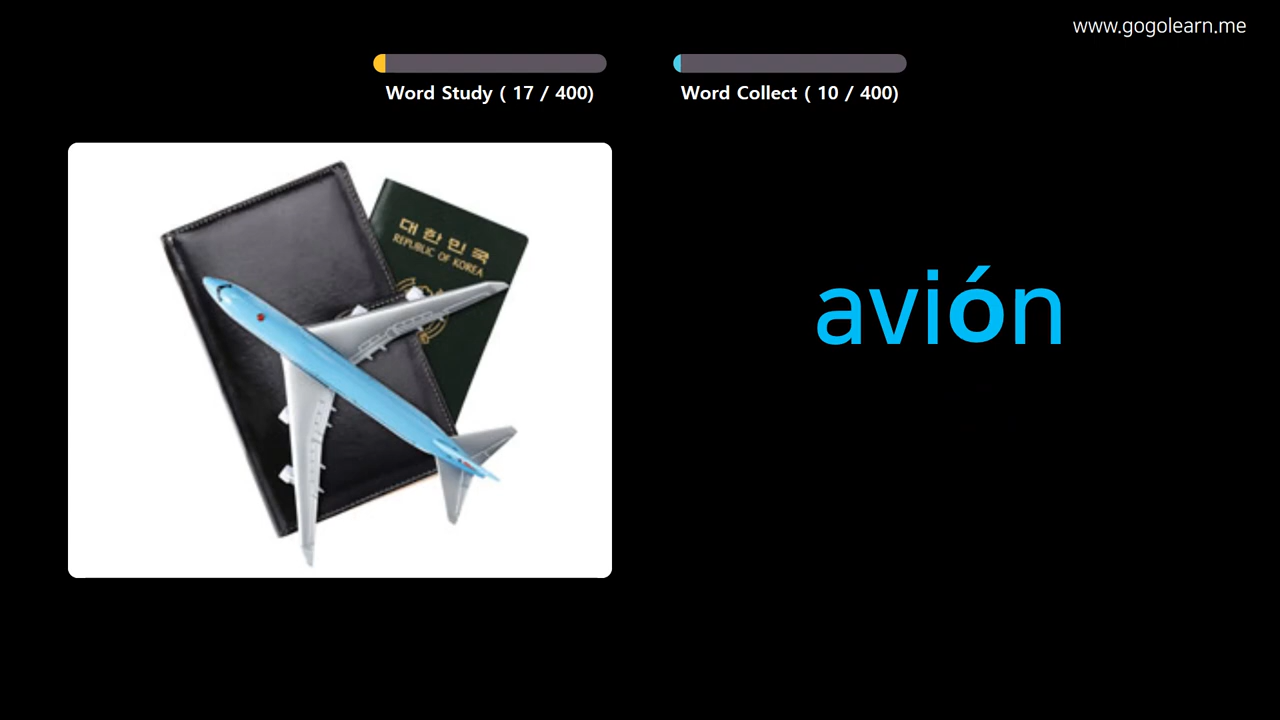 www.gogolearn.me
Word Study ( 17 / 400)
Word Collect ( 10 / 400)
대한민국
REPUBLIC OF KOREA
avión